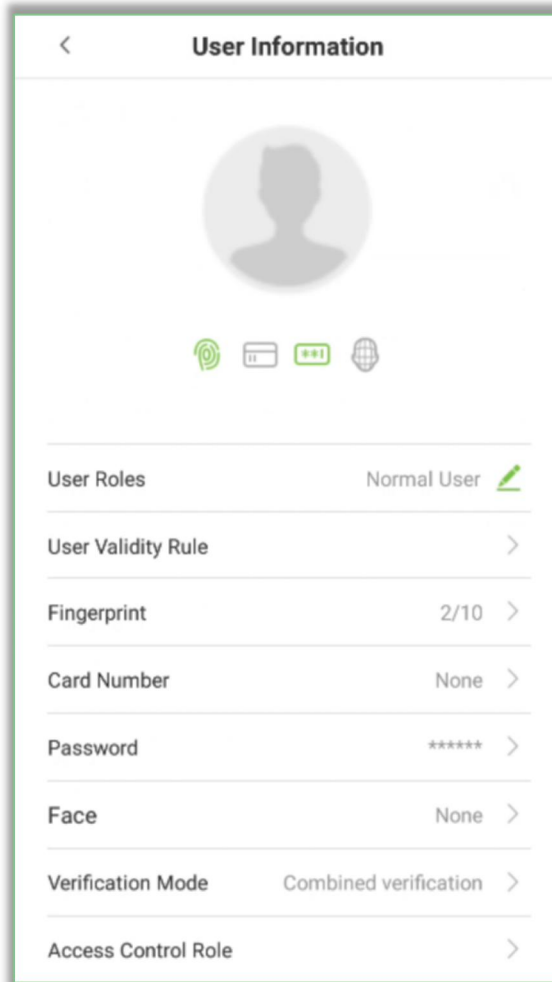 User Information
**|
User Roles Normal User
User Validity Rule
Fingerprint 2/10
Card Number None
Password ******
Face None
Verification Mode Combined verification
Access Control Role